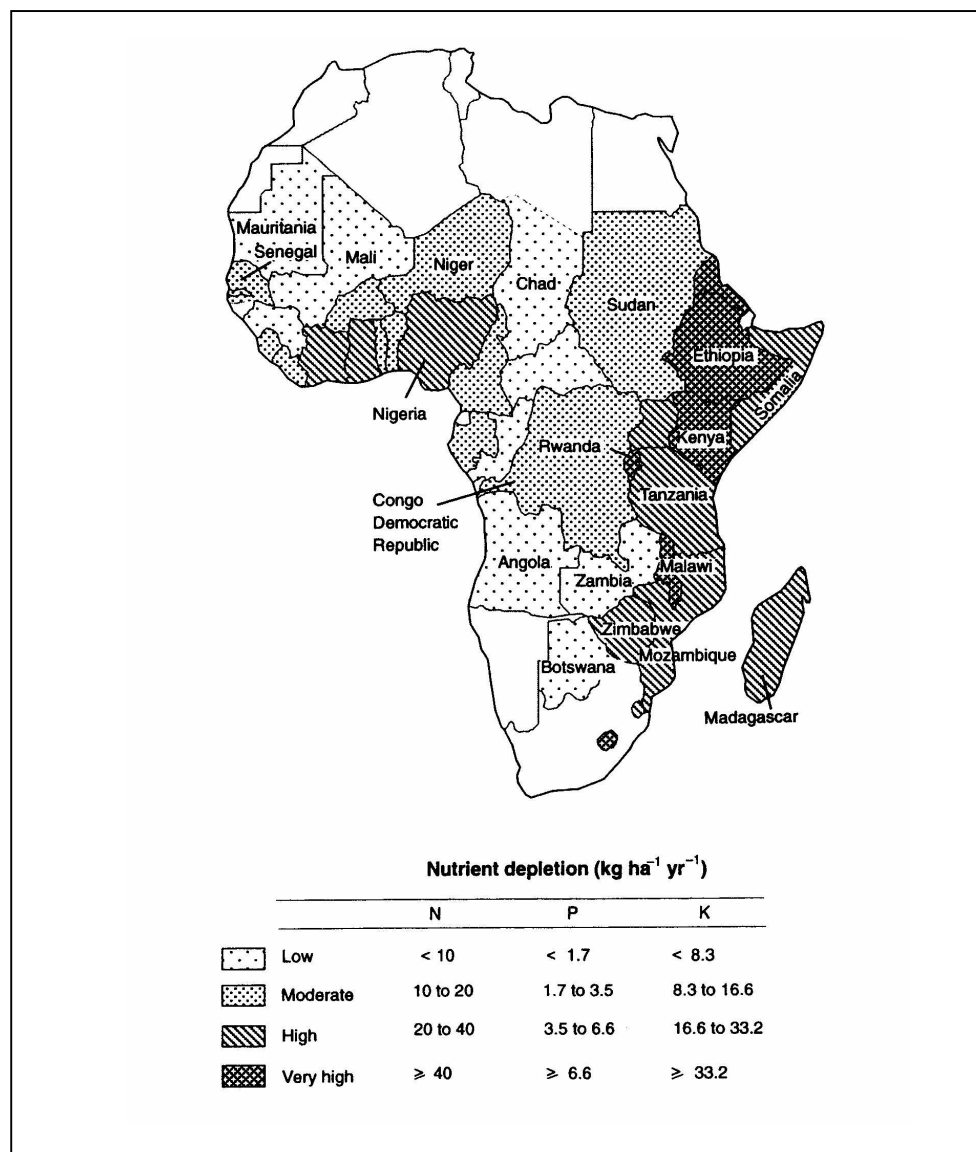 Mauritania
Senegal
Mali
Niger
Chad
Sudan
Ethiopia
Somalia
Nigeria
Kenya
Rwanda
Tanzania
Congo
Democratic
Republic
Angola
Malawi
Zambia
Zimbabwe
Mozambique
Botswana
Madagascar
Nutrient depletion (kg ha⁻¹ yr⁻¹)
N P K
Low < 10 < 1.7 < 8.3
Moderate 10 to 20 1.7 to 3.5 8.3 to 16.6
High 20 to 40 3.5 to 6.6 16.6 to 33.2
Very high ⩾ 40 ⩾ 6.6 ⩾ 33.2